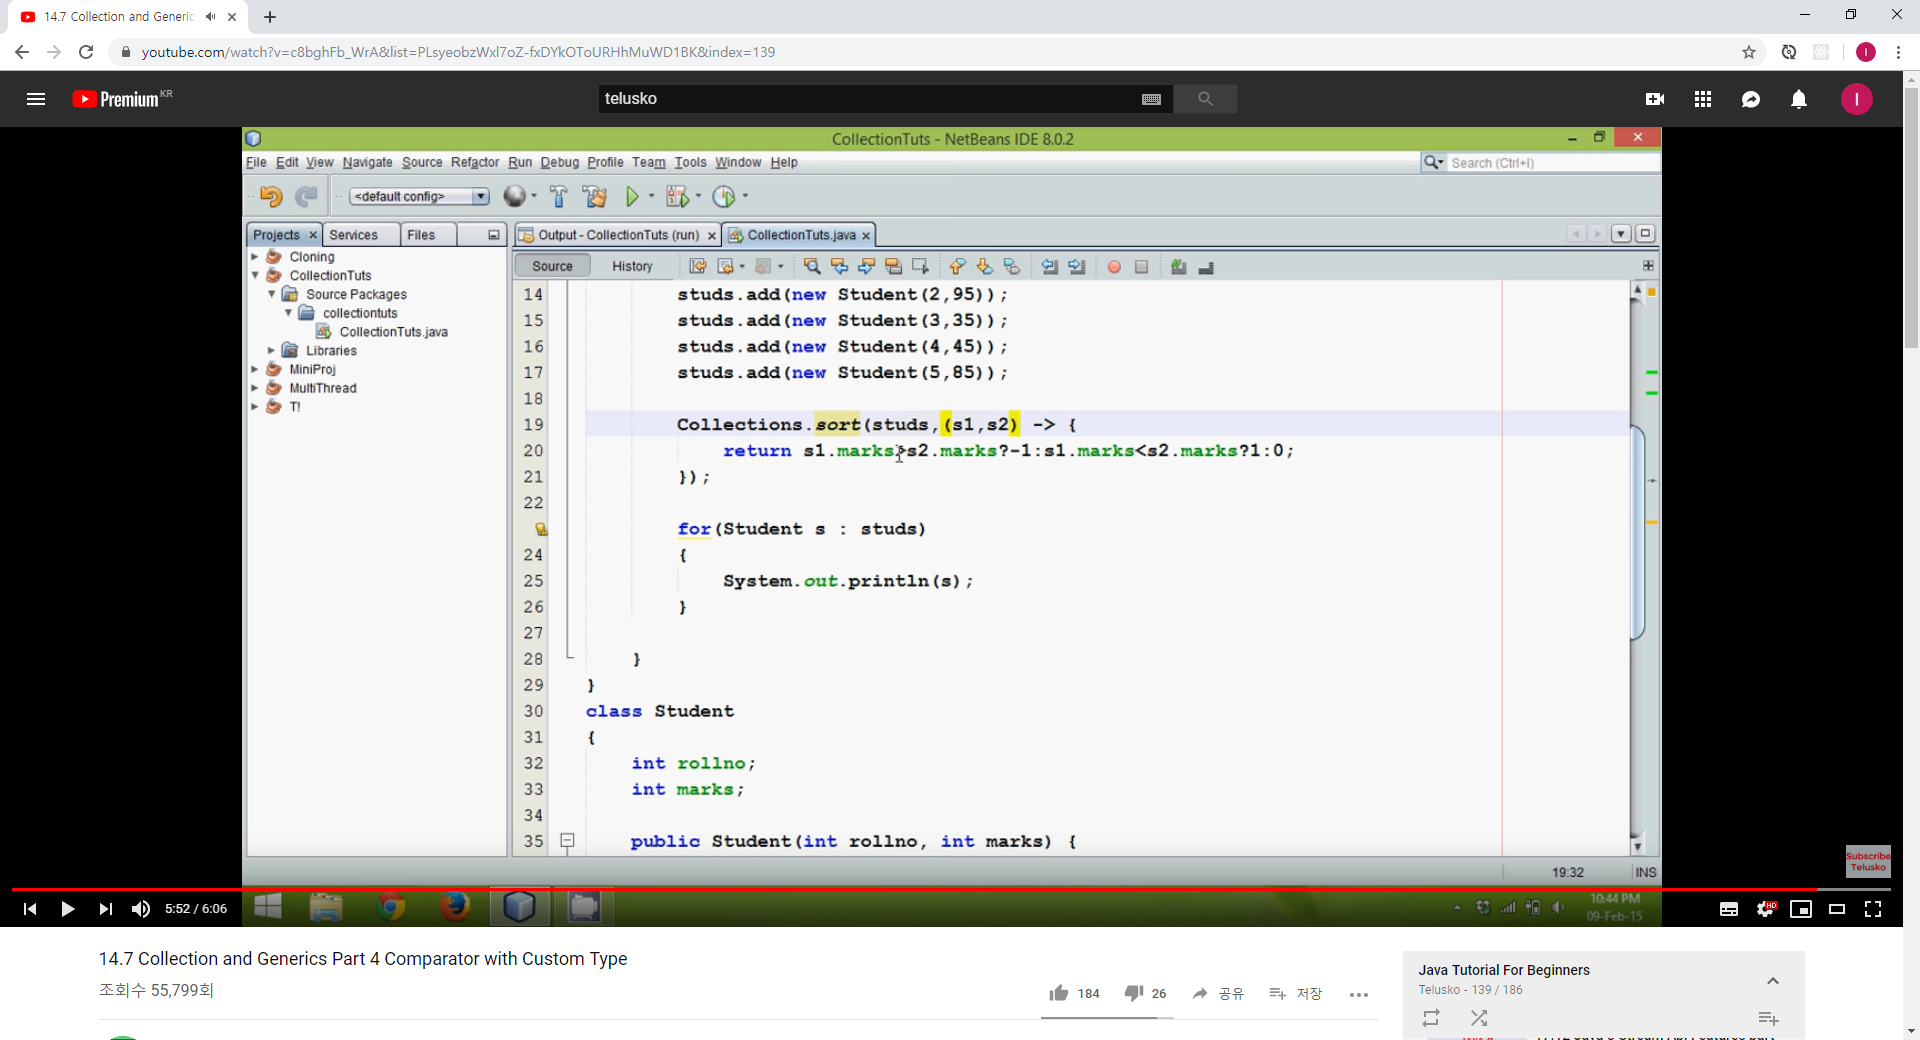 14.7 Collection and Generic
youtube.com/watch?v=c8bghFb_WrA&list=PLsyeobzWxl7oZ-fxDYkOToURHhMuWD1BK&index=139
I
Premium KR
telusko
I
CollectionTuts - NetBeans IDE 8.0.2
File Edit View Navigate Source Refactor Run Debug Profile Team Tools Window Help
Search (Ctrl+I)
<default config>
Projects Services Files
Output - CollectionTuts (run) CollectionTuts.java
Source History
Cloning
CollectionTuts
Source Packages
collectiontuts
CollectionTuts.java
Libraries
MiniProj
MultiThread
T!
14 studs.add(new Student(2,95));
15 studs.add(new Student(3,35));
16 studs.add(new Student(4,45));
17 studs.add(new Student(5,85));
18
19 Collections.sort(studs,(s1,s2) -> {
20 return s1.marks>s2.marks?-1:s1.marks<s2.marks?1:0;
21 });
22
for(Student s : studs)
24 {
25 System.out.println(s);
26 }
27
28 }
29 }
30 class Student
31 {
32 int rollno;
33 int marks;
34
35 public Student(int rollno, int marks) {
Subscribe
Telusko
19:32 INS
5:52 / 6:06
10:44 PM
09-Feb-15
HD
14.7 Collection and Generics Part 4 Comparator with Custom Type
조회수 55,799회
184 26 공유 저장
Java Tutorial For Beginners
Telusko - 139 / 186